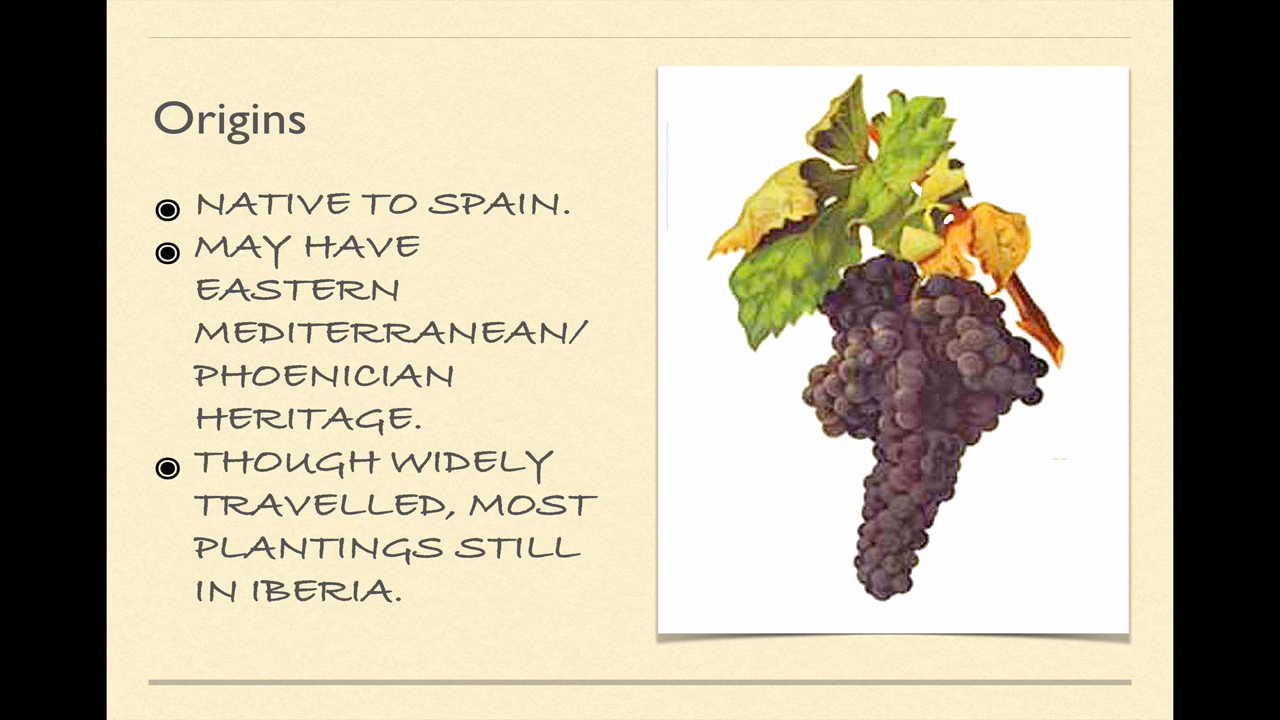 Origins
NATIVE TO SPAIN.
MAY HAVE
EASTERN
MEDITERRANEAN/
PHOENICIAN
HERITAGE.
THOUGH WIDELY
TRAVELLED, MOST
PLANTINGS STILL
IN IBERIA.